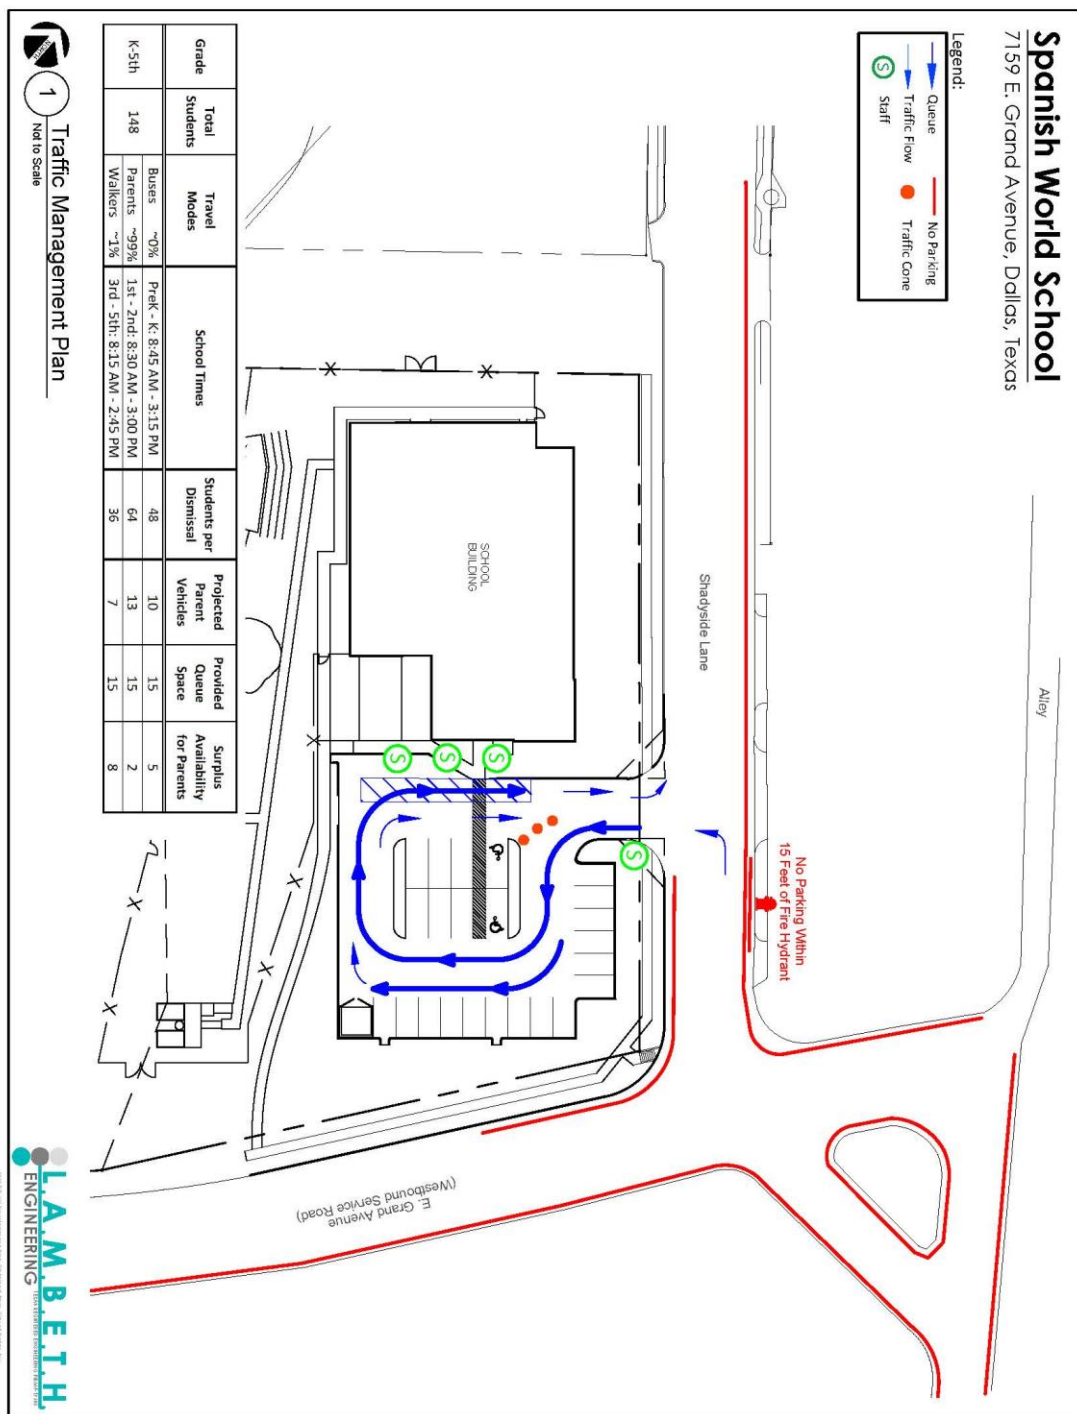 Spanish World School
7159 E. Grand Avenue, Dallas, Texas
Legend:
Queue
No Parking
Traffic Flow
Traffic Cone
S
Staff
Alley
Shadyside Lane
No Parking Within
15 Feet of Fire Hydrant
SCHOOL
BUILDING
S
S
S
S
E. Grand Avenue
(Westbound Service Road)
Grade
Total
Students
Travel
Modes
School Times
Students per
Dismissal
Projected
Parent
Vehicles
Provided
Queue
Space
Surplus
Availability
for Parents
K-5th
148
Buses ~0%
PreK - K: 8:45 AM - 3:15 PM
48
10
15
5
Parents ~99%
1st - 2nd: 8:30 AM - 3:00 PM
64
13
15
2
Walkers ~1%
3rd - 5th: 8:15 AM - 2:45 PM
36
7
15
8
1
Traffic Management Plan
Not to Scale
L.A.M.B.E.T.H.
ENGINEERING